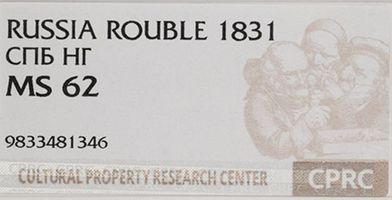 RUSSIA ROUBLE 1831
СПБ НГ
MS 62
9833481346
CULTURAL PROPERTY RESEARCH CENTER CPRC